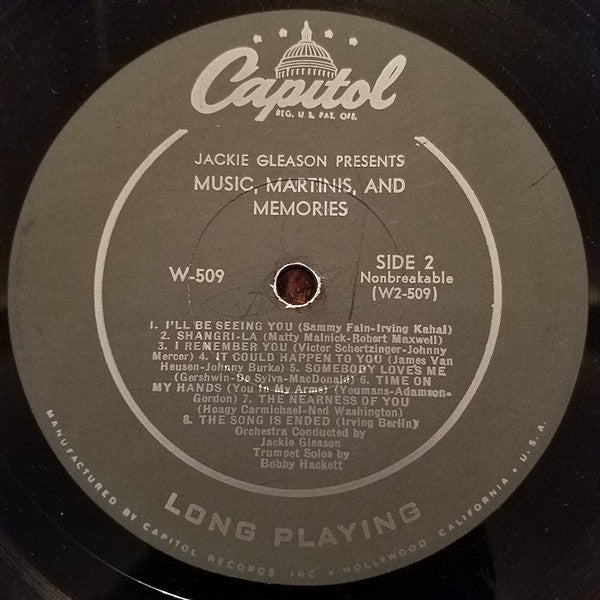 Capitol
REG. U.S. PAT. OFF.
JACKIE GLEASON PRESENTS
MUSIC, MARTINIS, AND
MEMORIES
W-509
SIDE 2
Nonbreakable
(W2-509)
1. I'LL BE SEEING YOU (Sammy Fain-Irving Kahal)
2. SHANGRI-LA (Matty Malnick-Robert Maxwell)
3. I REMEMBER YOU (Victor Schertzinger-Johnny
Mercer) 4. IT COULD HAPPEN TO YOU (James Van
Heusen-Johnny Burke) 5. SOMEBODY LOVES ME
(Gershwin-De Sylva-MacDonald) 6. TIME ON
MY HANDS (You In My Arms) (Youmans-Adamson-
Gordon) 7. THE NEARNESS OF YOU
(Hoagy Carmichael-Ned Washington)
8. THE SONG IS ENDED (Irving Berlin)
Orchestra Conducted by
Jackie Gleason
Trumpet Solos by
Bobby Hackett
LONG PLAYING
MANUFACTURED BY CAPITOL RECORDS INC • HOLLYWOOD CALIFORNIA • U.S.A.